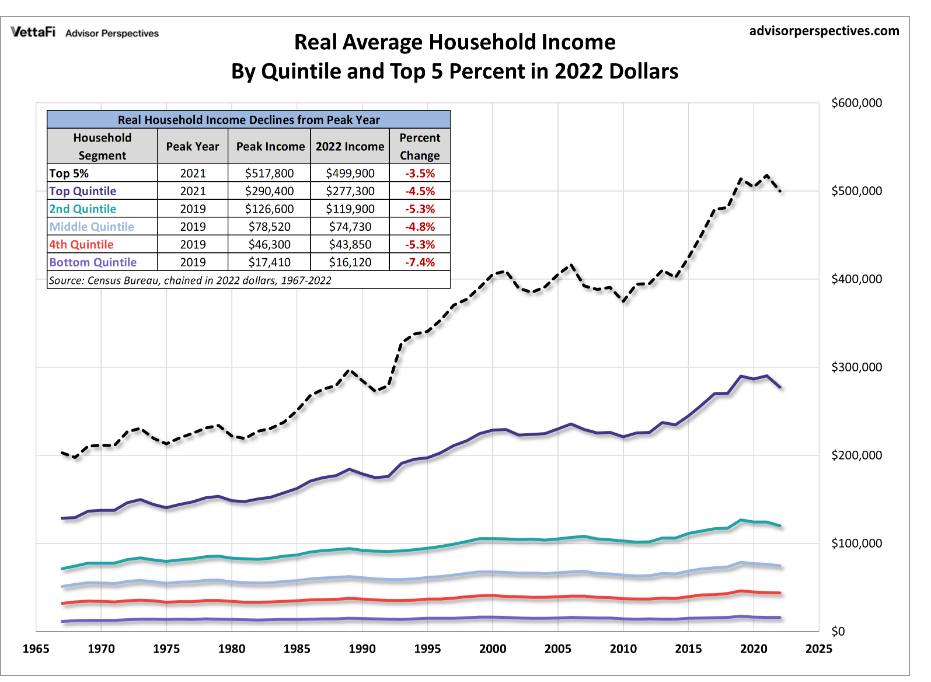 VettaFi Advisor Perspectives
advisorperspectives.com
Real Average Household Income
By Quintile and Top 5 Percent in 2022 Dollars
Real Household Income Declines from Peak Year
Household Segment Peak Year Peak Income 2022 Income Percent Change
Top 5% 2021 $517,800 $499,900 -3.5%
Top Quintile 2021 $290,400 $277,300 -4.5%
2nd Quintile 2019 $126,600 $119,900 -5.3%
Middle Quintile 2019 $78,520 $74,730 -4.8%
4th Quintile 2019 $46,300 $43,850 -5.3%
Bottom Quintile 2019 $17,410 $16,120 -7.4%
Source: Census Bureau, chained in 2022 dollars, 1967-2022
$600,000
$500,000
$400,000
$300,000
$200,000
$100,000
$0
1965 1970 1975 1980 1985 1990 1995 2000 2005 2010 2015 2020 2025